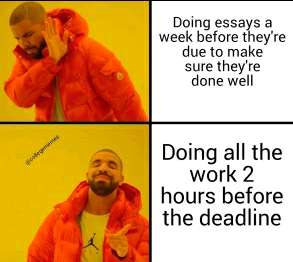 Doing essays a
week before they're
due to make
sure they're
done well
@collegememes
Doing all the
work 2
hours before
the deadline